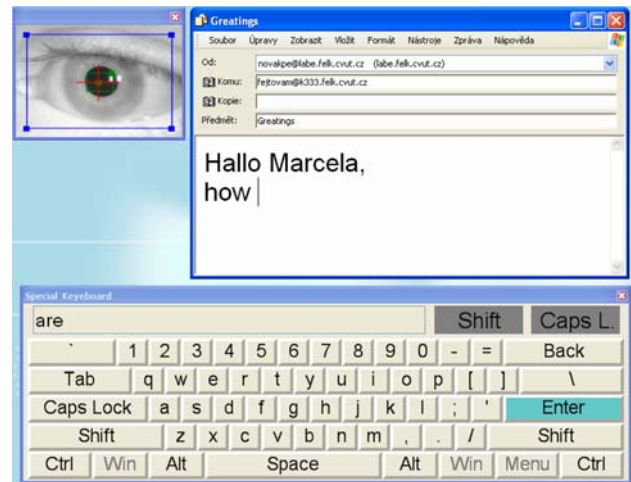 Greatings
Soubor Úpravy Zobrazit Vložit Formát Nástroje Zpráva Nápověda
Od: novakpe@labe.felk.cvut.cz (labe.felk.cvut.cz)
Komu: fejtovam@k333.felk.cvut.cz
Kopie:
Předmět: Greatings
Hallo Marcela,
how
Special Keyeboard
are Shift Caps L.
` 1 2 3 4 5 6 7 8 9 0 - = Back
Tab q w e r t y u i o p [ ] \
Caps Lock a s d f g h j k l ; ' Enter
Shift z x c v b n m , . / Shift
Ctrl Win Alt Space Alt Win Menu Ctrl